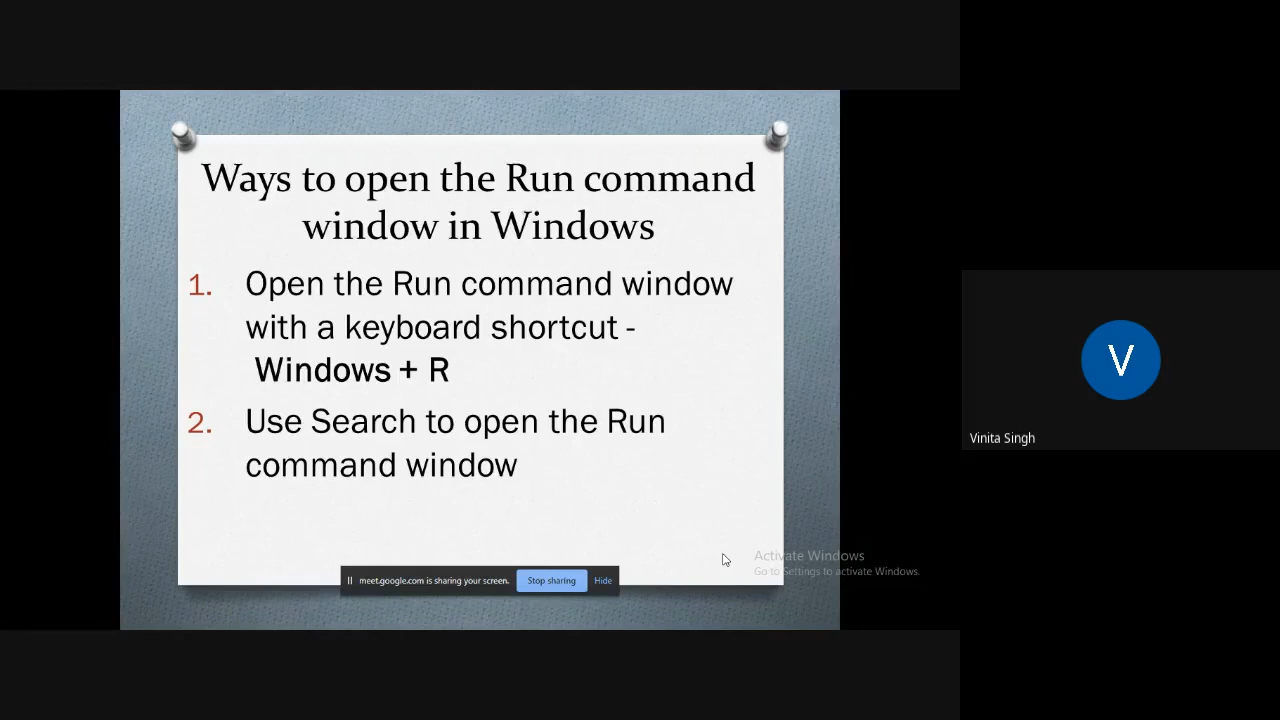 Ways to open the Run command
window in Windows
1. Open the Run command window
with a keyboard shortcut -
Windows + R
2. Use Search to open the Run
command window
Activate Windows
Go to Settings to activate Windows.
meet.google.com is sharing your screen. Stop sharing Hide
V
Vinita Singh